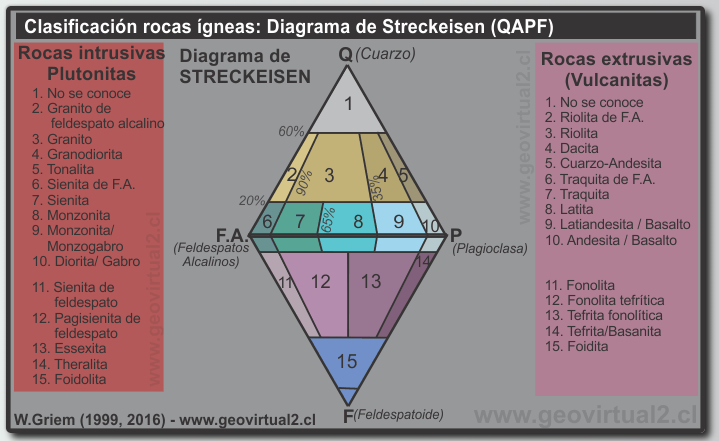 Clasificación rocas ígneas: Diagrama de Streckeisen (QAPF)
Rocas intrusivas
Plutonitas
1. No se conoce
2. Granito de
feldespato alcalino
3. Granito
4. Granodiorita
5. Tonalita
6. Sienita de F.A.
7. Sienita
8. Monzonita
9. Monzonita/
Monzogabro
10. Diorita/ Gabro
11. Sienita de
feldespato
12. Pagisienita de
feldespato
13. Essexita
14. Theralita
15. Foidolita
www.geovirtual2.cl
Diagrama de
STRECKEISEN
Q (Cuarzo)
1
60%
2
90%
3
35%
4
5
20%
6
7
65%
8
9
10
F.A.
(Feldespatos
Alcalinos)
P
(Plagioclasa)
11
12
13
14
15
F (Feldespatoide)
www.geovirtual2.cl
Rocas extrusivas
(Vulcanitas)
1. No se conoce
2. Riolita de F.A.
3. Riolita
4. Dacita
5. Cuarzo-Andesita
6. Traquita de F.A.
7. Traquita
8. Latita
9. Latiandesita / Basalto
10. Andesita / Basalto
11. Fonolita
12. Fonolita tefrítica
13. Tefrita fonolítica
14. Tefrita/Basanita
15. Foidita
W.Griem (1999, 2016) - www.geovirtual2.cl
www.geovirtual2.cl